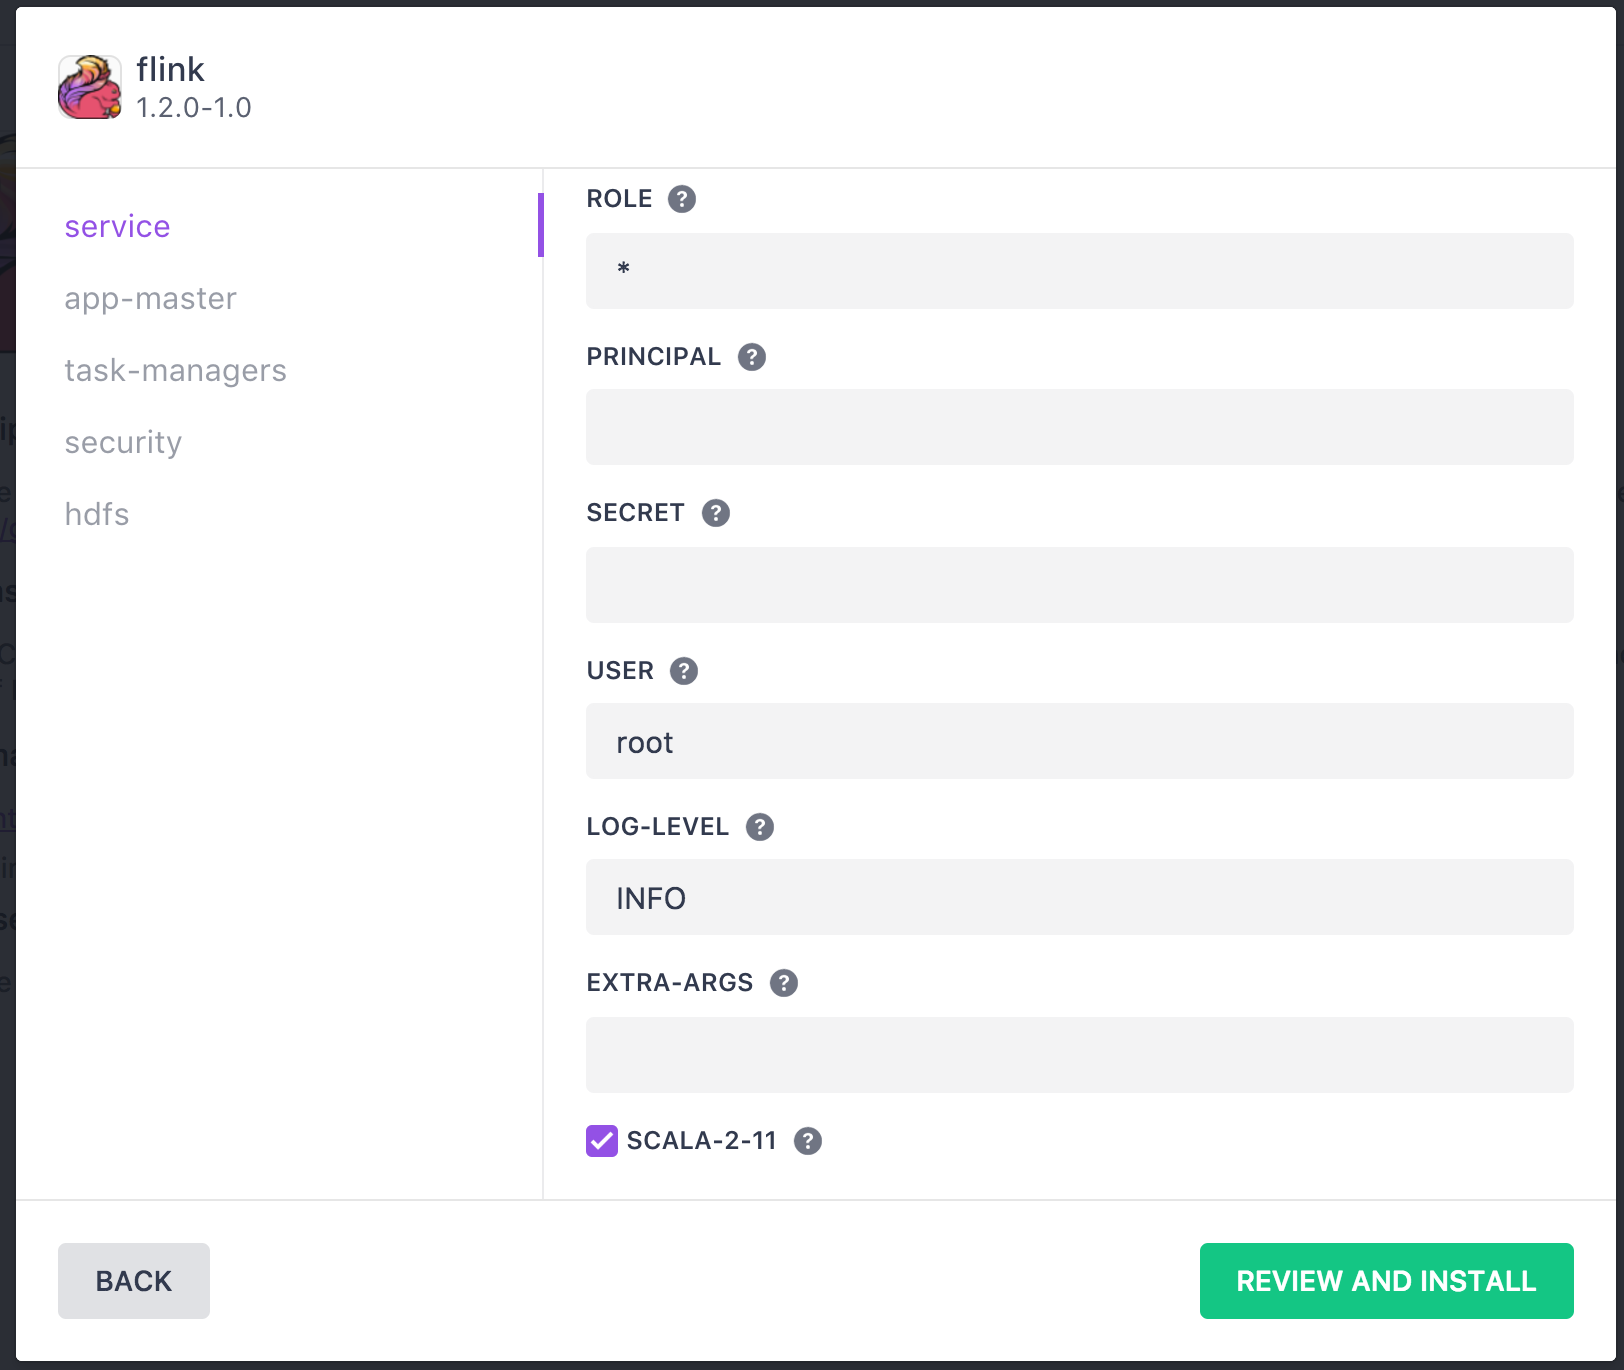 flink
1.2.0-1.0
service
app-master
task-managers
security
hdfs
ROLE ?
*
PRINCIPAL ?
SECRET ?
USER ?
root
LOG-LEVEL ?
INFO
EXTRA-ARGS ?
SCALA-2-11 ?
BACK
REVIEW AND INSTALL